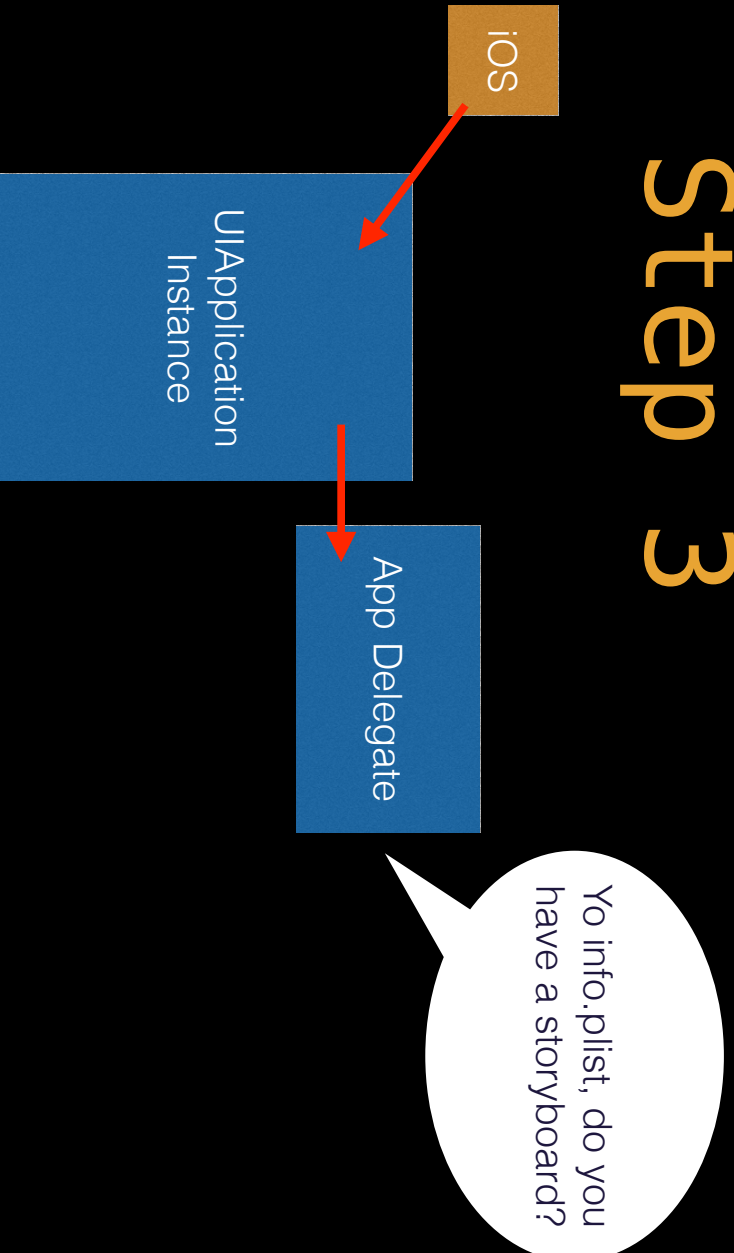 Step 3
iOS
UIApplication
Instance
App Delegate
Yo info.plist, do you
have a storyboard?